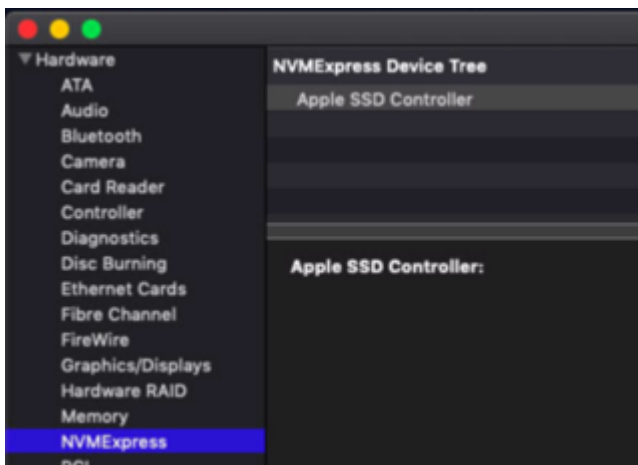 Hardware
ATA
Audio
Bluetooth
Camera
Card Reader
Controller
Diagnostics
Disc Burning
Ethernet Cards
Fibre Channel
FireWire
Graphics/Displays
Hardware RAID
Memory
NVMExpress
NVMExpress Device Tree
Apple SSD Controller
Apple SSD Controller: